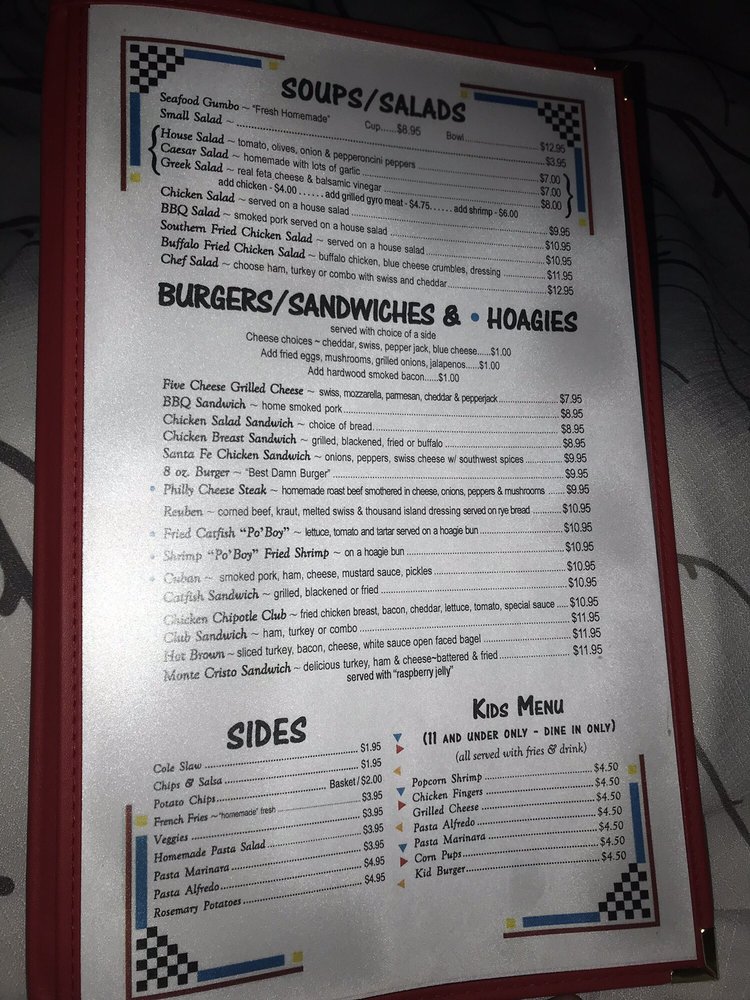 SOUPS/SALADS
Seafood Gumbo ~ "Fresh Homemade" Cup......$8.95 Bowl........$12.95
Small Salad ~ ........$3.95
House Salad ~ tomato, olives, onion & pepperoncini peppers ........$7.00
Caesar Salad ~ homemade with lots of garlic ........$7.00
Greek Salad ~ real feta cheese & balsamic vinegar ........$8.00
add chicken - $4.00 . . . . . . add grilled gyro meat - $4.75. . . . . . add shrimp - $6.00
Chicken Salad ~ served on a house salad ........$9.95
BBQ Salad ~ smoked pork served on a house salad ........$10.95
Southern Fried Chicken Salad ~ served on a house salad ........$10.95
Buffalo Fried Chicken Salad ~ buffalo chicken, blue cheese crumbles, dressing ........$11.95
Chef Salad ~ choose ham, turkey or combo with swiss and cheddar........$12.95
BURGERS/SANDWICHES & • HOAGIES
served with choice of a side
Cheese choices ~ cheddar, swiss, pepper jack, blue cheese......$1.00
Add fried eggs, mushrooms, grilled onions, jalapenos......$1.00
Add hardwood smoked bacon......$1.00
Five Cheese Grilled Cheese ~ swiss, mozzarella, parmesan, cheddar & pepperjack........$7.95
BBQ Sandwich ~ home smoked pork........$8.95
Chicken Salad Sandwich ~ choice of bread........$8.95
Chicken Breast Sandwich ~ grilled, blackened, fried or buffalo ........$8.95
Santa Fe Chicken Sandwich ~ onions, peppers, swiss cheese w/ southwest spices ........$9.95
8 oz. Burger ~ "Best Damn Burger" ........$9.95
• Philly Cheese Steak ~ homemade roast beef smothered in cheese, onions, peppers & mushrooms ......$9.95
Reuben ~ corned beef, kraut, melted swiss & thousand island dressing served on rye bread ........$10.95
• Fried Catfish "Po'Boy" ~ lettuce, tomato and tartar served on a hoagie bun ........$10.95
• Shrimp "Po'Boy" Fried Shrimp ~ on a hoagie bun ........$10.95
• Cuban ~ smoked pork, ham, cheese, mustard sauce, pickles ........$10.95
Catfish Sandwich ~ grilled, blackened or fried ........$10.95
Chicken Chipotle Club ~ fried chicken breast, bacon, cheddar, lettuce, tomato, special sauce .....$10.95
Club Sandwich ~ ham, turkey or combo ........$11.95
Hot Brown ~ sliced turkey, bacon, cheese, white sauce open faced bagel ........$11.95
Monte Cristo Sandwich ~ delicious turkey, ham & cheese~battered & fried ........$11.95
served with "raspberry jelly"
SIDES
Cole Slaw ........$1.95
Chips & Salsa ........$1.95
Potato Chips........Basket / $2.00
French Fries ~ "homemade" fresh ........$3.95
Veggies ........$3.95
Homemade Pasta Salad........$3.95
Pasta Marinara ........$3.95
Pasta Alfredo........$4.95
Rosemary Potatoes........$4.95
KIDS MENU
(11 AND UNDER ONLY - DINE IN ONLY)
(all served with fries & drink)
Popcorn Shrimp ........$4.50
Chicken Fingers ........$4.50
Grilled Cheese ........$4.50
Pasta Alfredo ........$4.50
Pasta Marinara ........$4.50
Corn Pups........$4.50
Kid Burger........$4.50